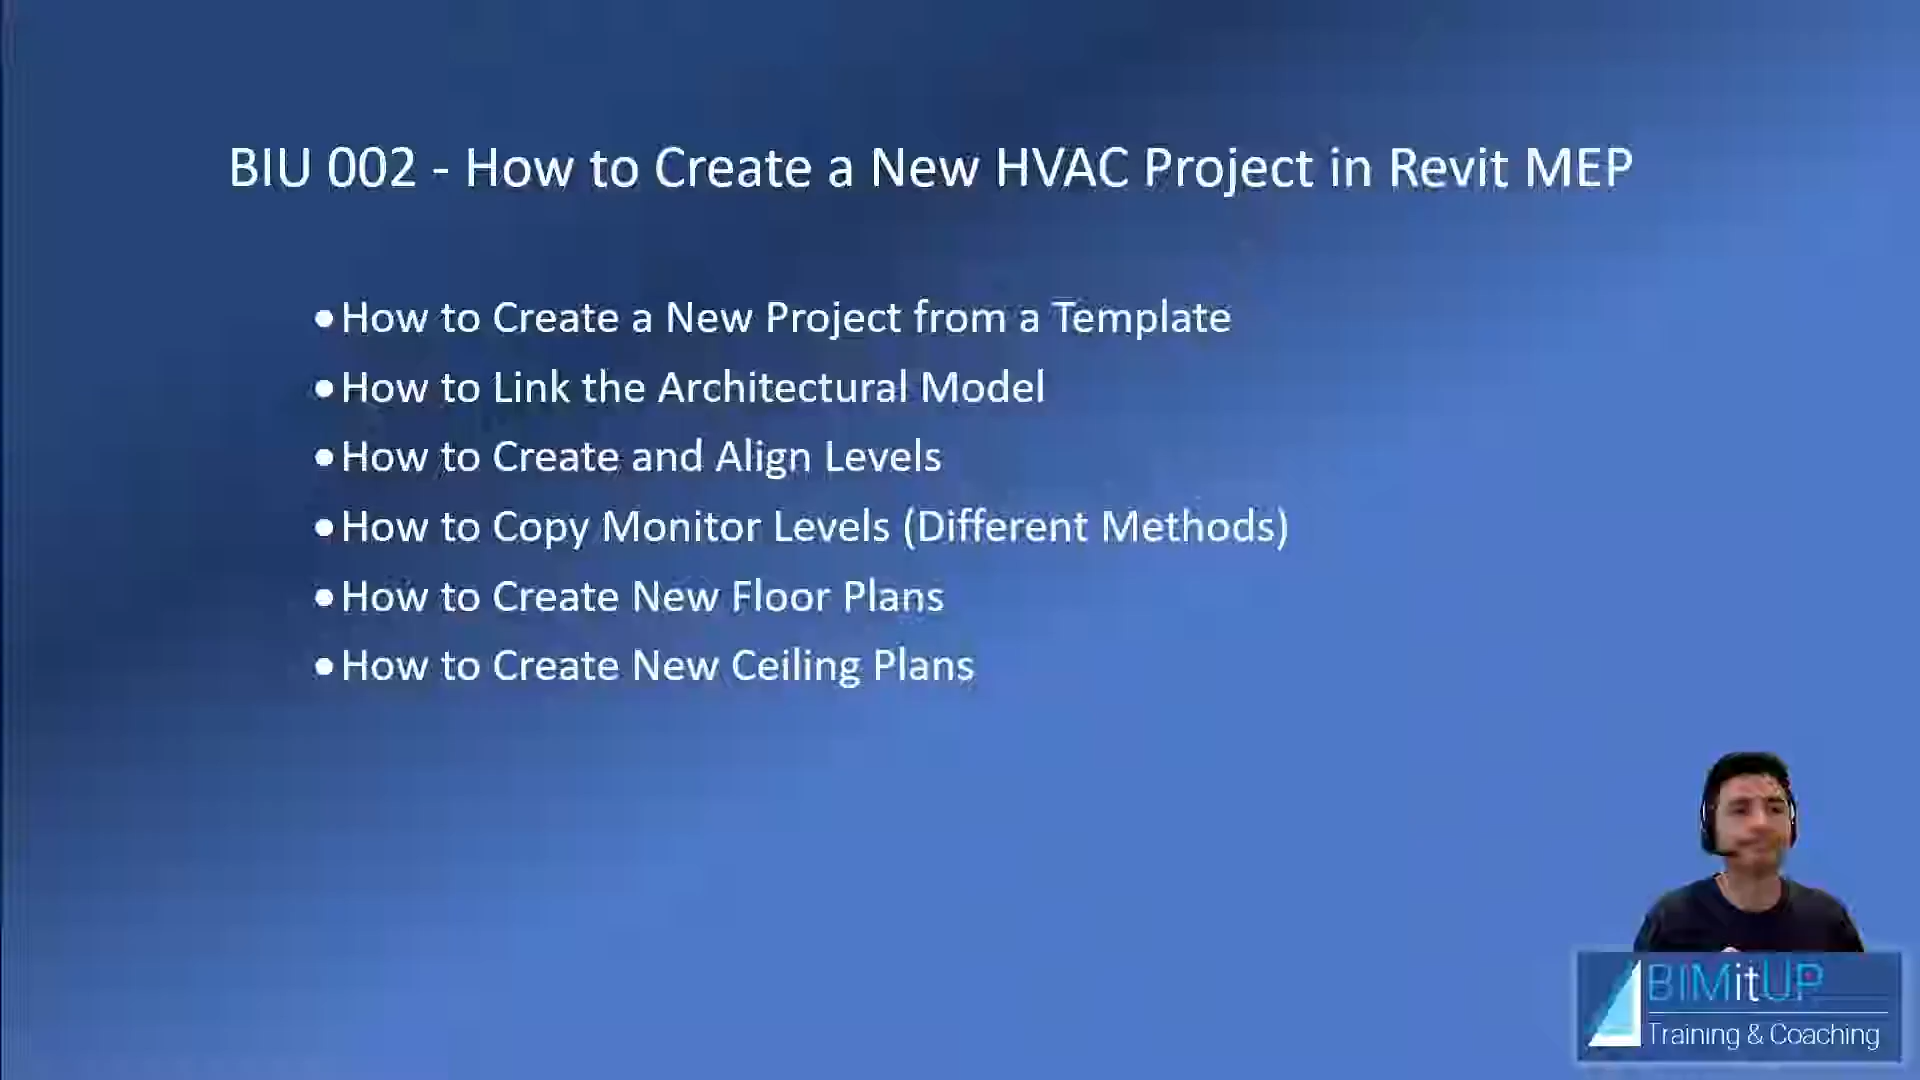 BIU 002 - How to Create a New HVAC Project in Revit MEP
•How to Create a New Project from a Template
•How to Link the Architectural Model
•How to Create and Align Levels
•How to Copy Monitor Levels (Different Methods)
•How to Create New Floor Plans
•How to Create New Ceiling Plans
BIMitUP
Training & Coaching